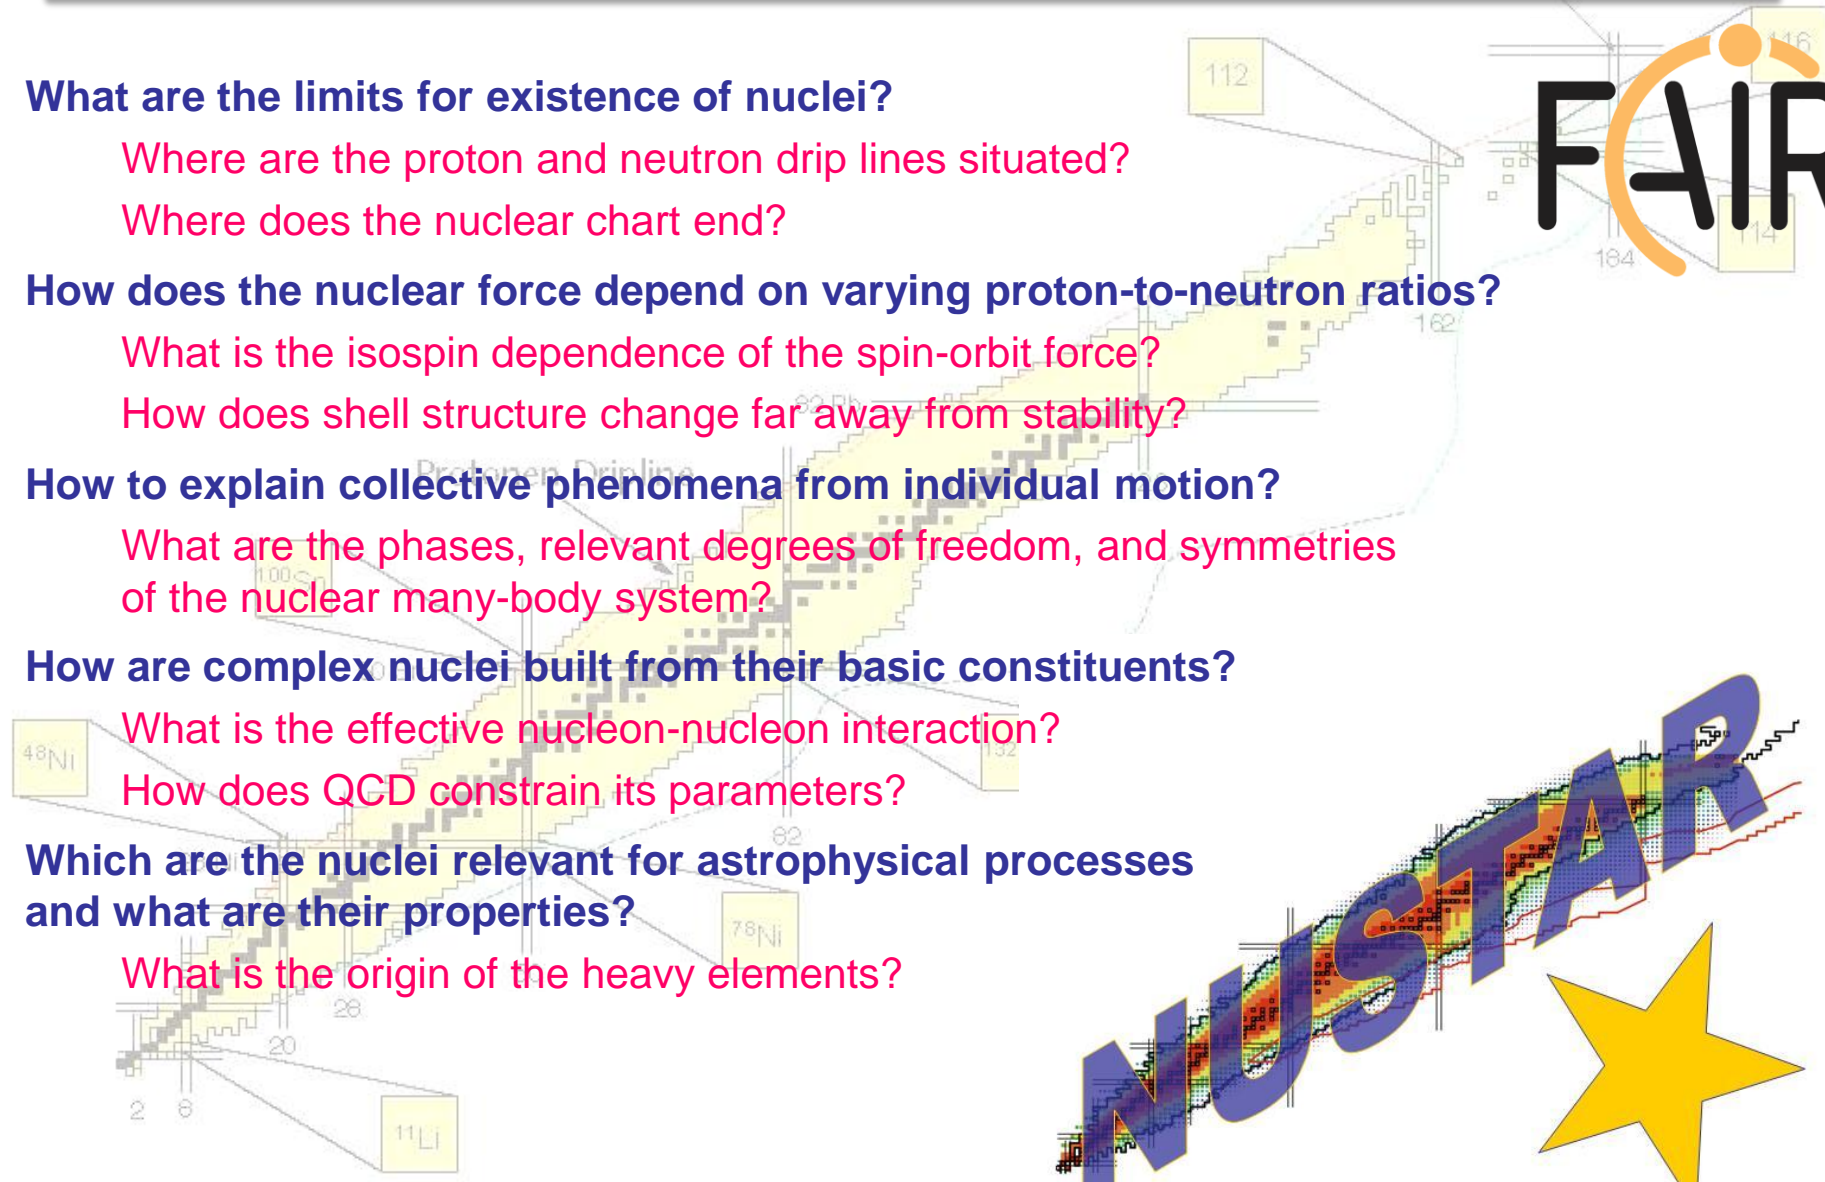 112
116
FAIR
What are the limits for existence of nuclei?
Where are the proton and neutron drip lines situated?
Where does the nuclear chart end?
114
184
How does the nuclear force depend on varying proton-to-neutron ratios?
162
What is the isospin dependence of the spin-orbit force?
How does shell structure change far away from stability?
Protonen Dripline
How to explain collective phenomena from individual motion?
What are the phases, relevant degrees of freedom, and symmetries
of the nuclear many-body system?
100Sn
How are complex nuclei built from their basic constituents?
What is the effective nucleon-nucleon interaction?
48Ni
132
How does QCD constrain its parameters?
82
Which are the nuclei relevant for astrophysical processes
and what are their properties?
78Ni
What is the origin of the heavy elements?
28
20
2
8
11Li
NUSTAR